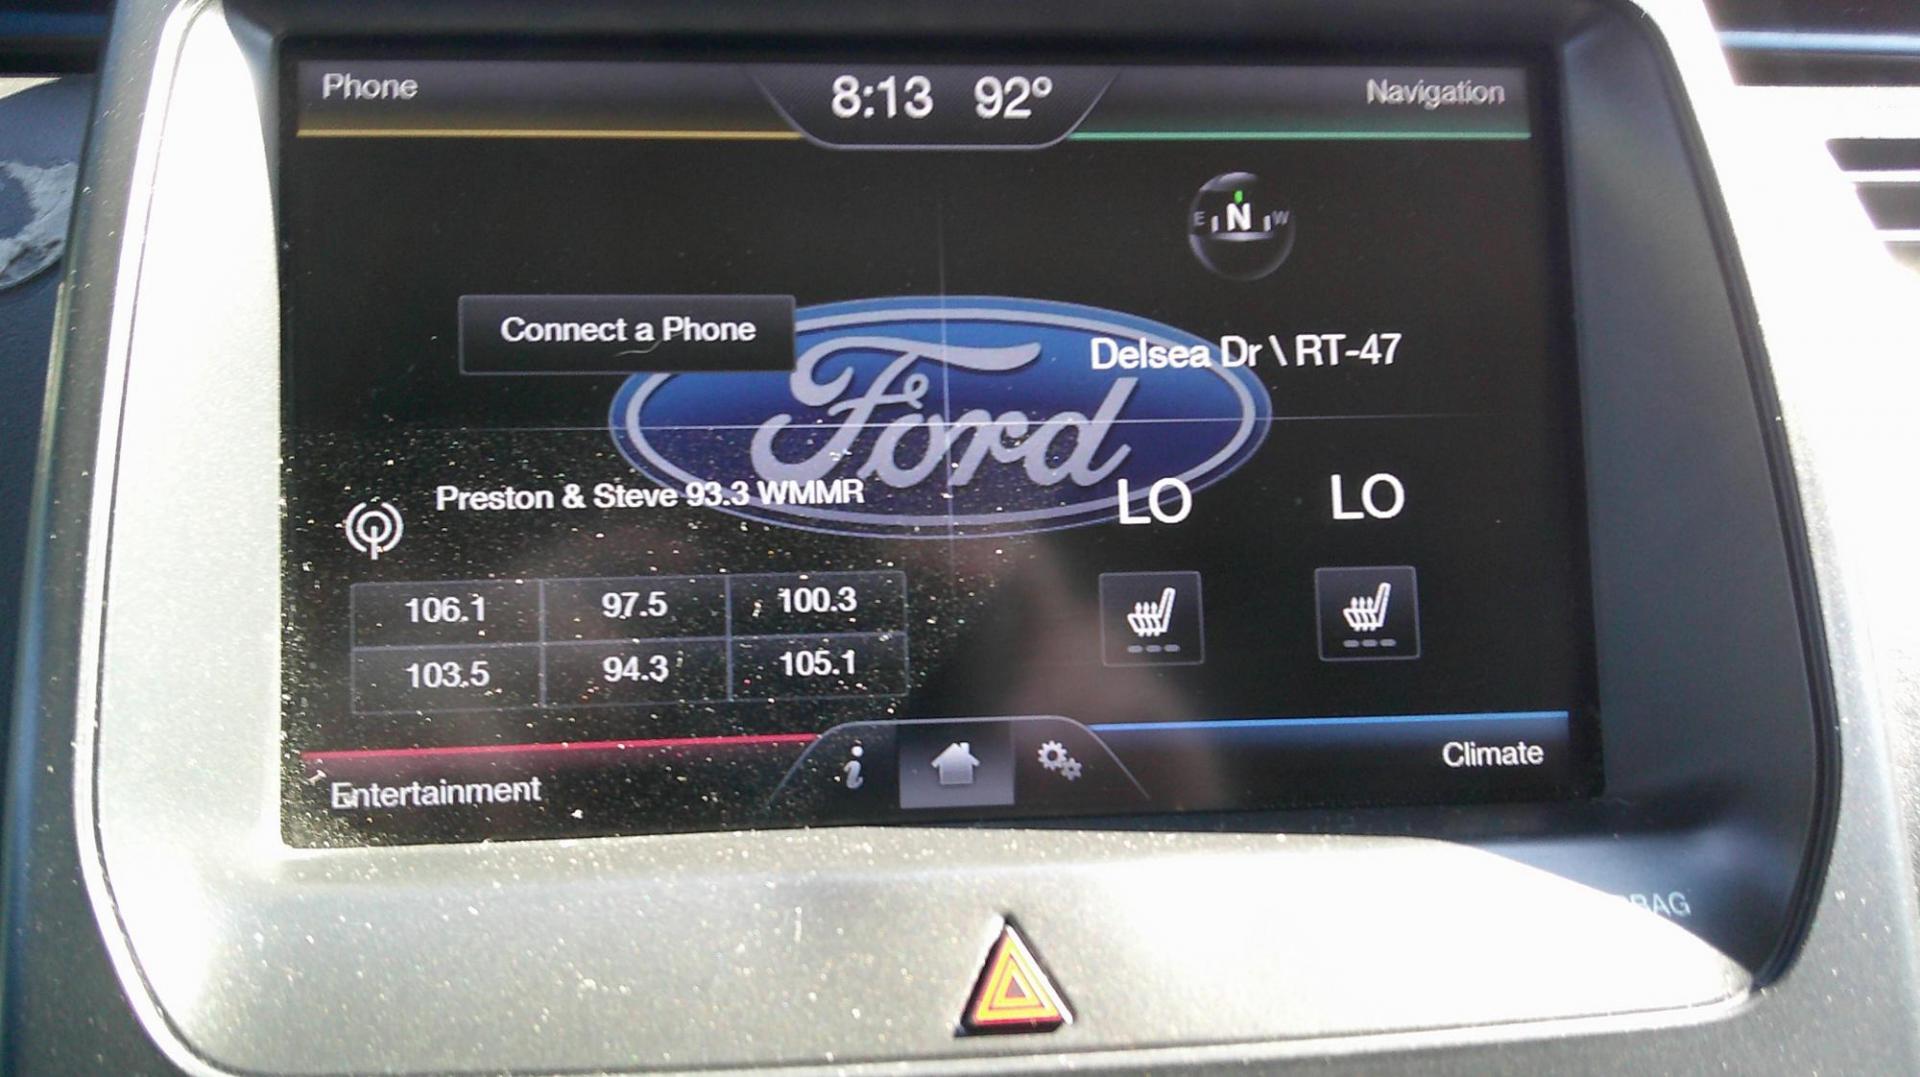 Phone
8:13 92°
Navigation
E N W
Connect a Phone
Delsea Dr \ RT-47
Ford
Preston & Steve 93.3 WMMR
LO LO
106.1 97.5 100.3
103.5 94.3 105.1
Entertainment
i
Climate